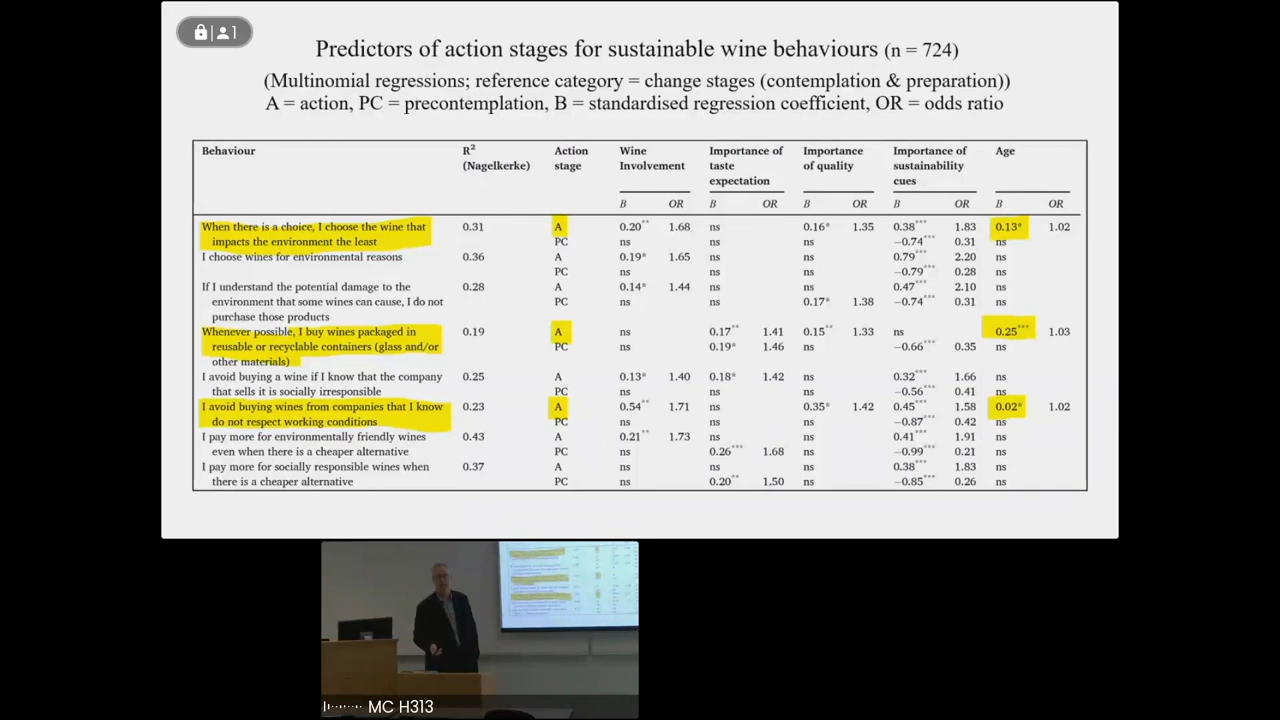 1
Predictors of action stages for sustainable wine behaviours (n = 724)
(Multinomial regressions; reference category = change stages (contemplation & preparation))
A = action, PC = precontemplation, B = standardised regression coefficient, OR = odds ratio
Behaviour R² Action Wine Importance of Importance Importance of Age
(Nagelkerke) stage Involvement taste of quality sustainability
expectation cues
B OR B OR B OR B OR B OR
When there is a choice, I choose the wine that 0.31 A 0.20** 1.68 ns 0.16* 1.35 0.38*** 1.83 0.13* 1.02
impacts the environment the least PC ns ns ns −0.74*** 0.31 ns
I choose wines for environmental reasons 0.36 A 0.19* 1.65 ns ns 0.79*** 2.20 ns
PC ns ns ns −0.79*** 0.28 ns
If I understand the potential damage to the 0.28 A 0.14* 1.44 ns ns 0.47*** 2.10 ns
environment that some wines can cause, I do not PC ns ns 0.17* 1.38 −0.74*** 0.31 ns
purchase those products
Whenever possible, I buy wines packaged in 0.19 A ns 0.17** 1.41 0.15** 1.33 ns 0.25*** 1.03
reusable or recyclable containers (glass and/or PC ns 0.19* 1.46 ns −0.66*** 0.35 ns
other materials)
I avoid buying a wine if I know that the company 0.25 A 0.13* 1.40 0.18* 1.42 ns 0.32*** 1.66 ns
that sells it is socially irresponsible PC ns ns ns −0.56*** 0.41 ns
I avoid buying wines from companies that I know 0.23 A 0.54** 1.71 ns 0.35* 1.42 0.45*** 1.58 0.02* 1.02
do not respect working conditions PC ns ns ns −0.87*** 0.42 ns
I pay more for environmentally friendly wines 0.43 A 0.21** 1.73 ns ns 0.41*** 1.91 ns
even when there is a cheaper alternative PC ns 0.26*** 1.68 ns −0.99*** 0.21 ns
I pay more for socially responsible wines when 0.37 A ns ns ns 0.38*** 1.83 ns
there is a cheaper alternative PC ns 0.20** 1.50 ns −0.85*** 0.26 ns
MC H313